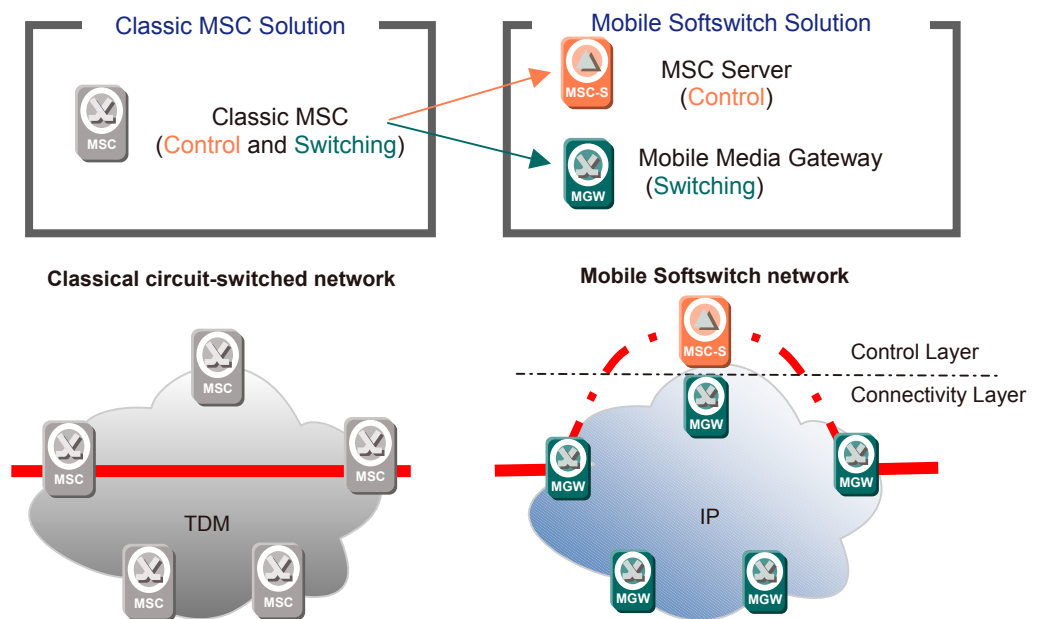 Classic MSC Solution
Mobile Softswitch Solution
MSC
Classic MSC
(Control and Switching)
MSC-S
MSC Server
(Control)
MGW
Mobile Media Gateway
(Switching)
Classical circuit-switched network
Mobile Softswitch network
MSC
MSC
MSC
TDM
MSC
MSC
MSC-S
Control Layer
Connectivity Layer
MGW
MGW
MGW
IP
MGW
MGW